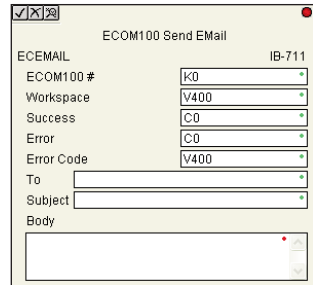 ECOM100 Send EMail
ECEMAIL IB-711
ECOM100 # K0
Workspace V400
Success C0
Error C0
Error Code V400
To
Subject
Body